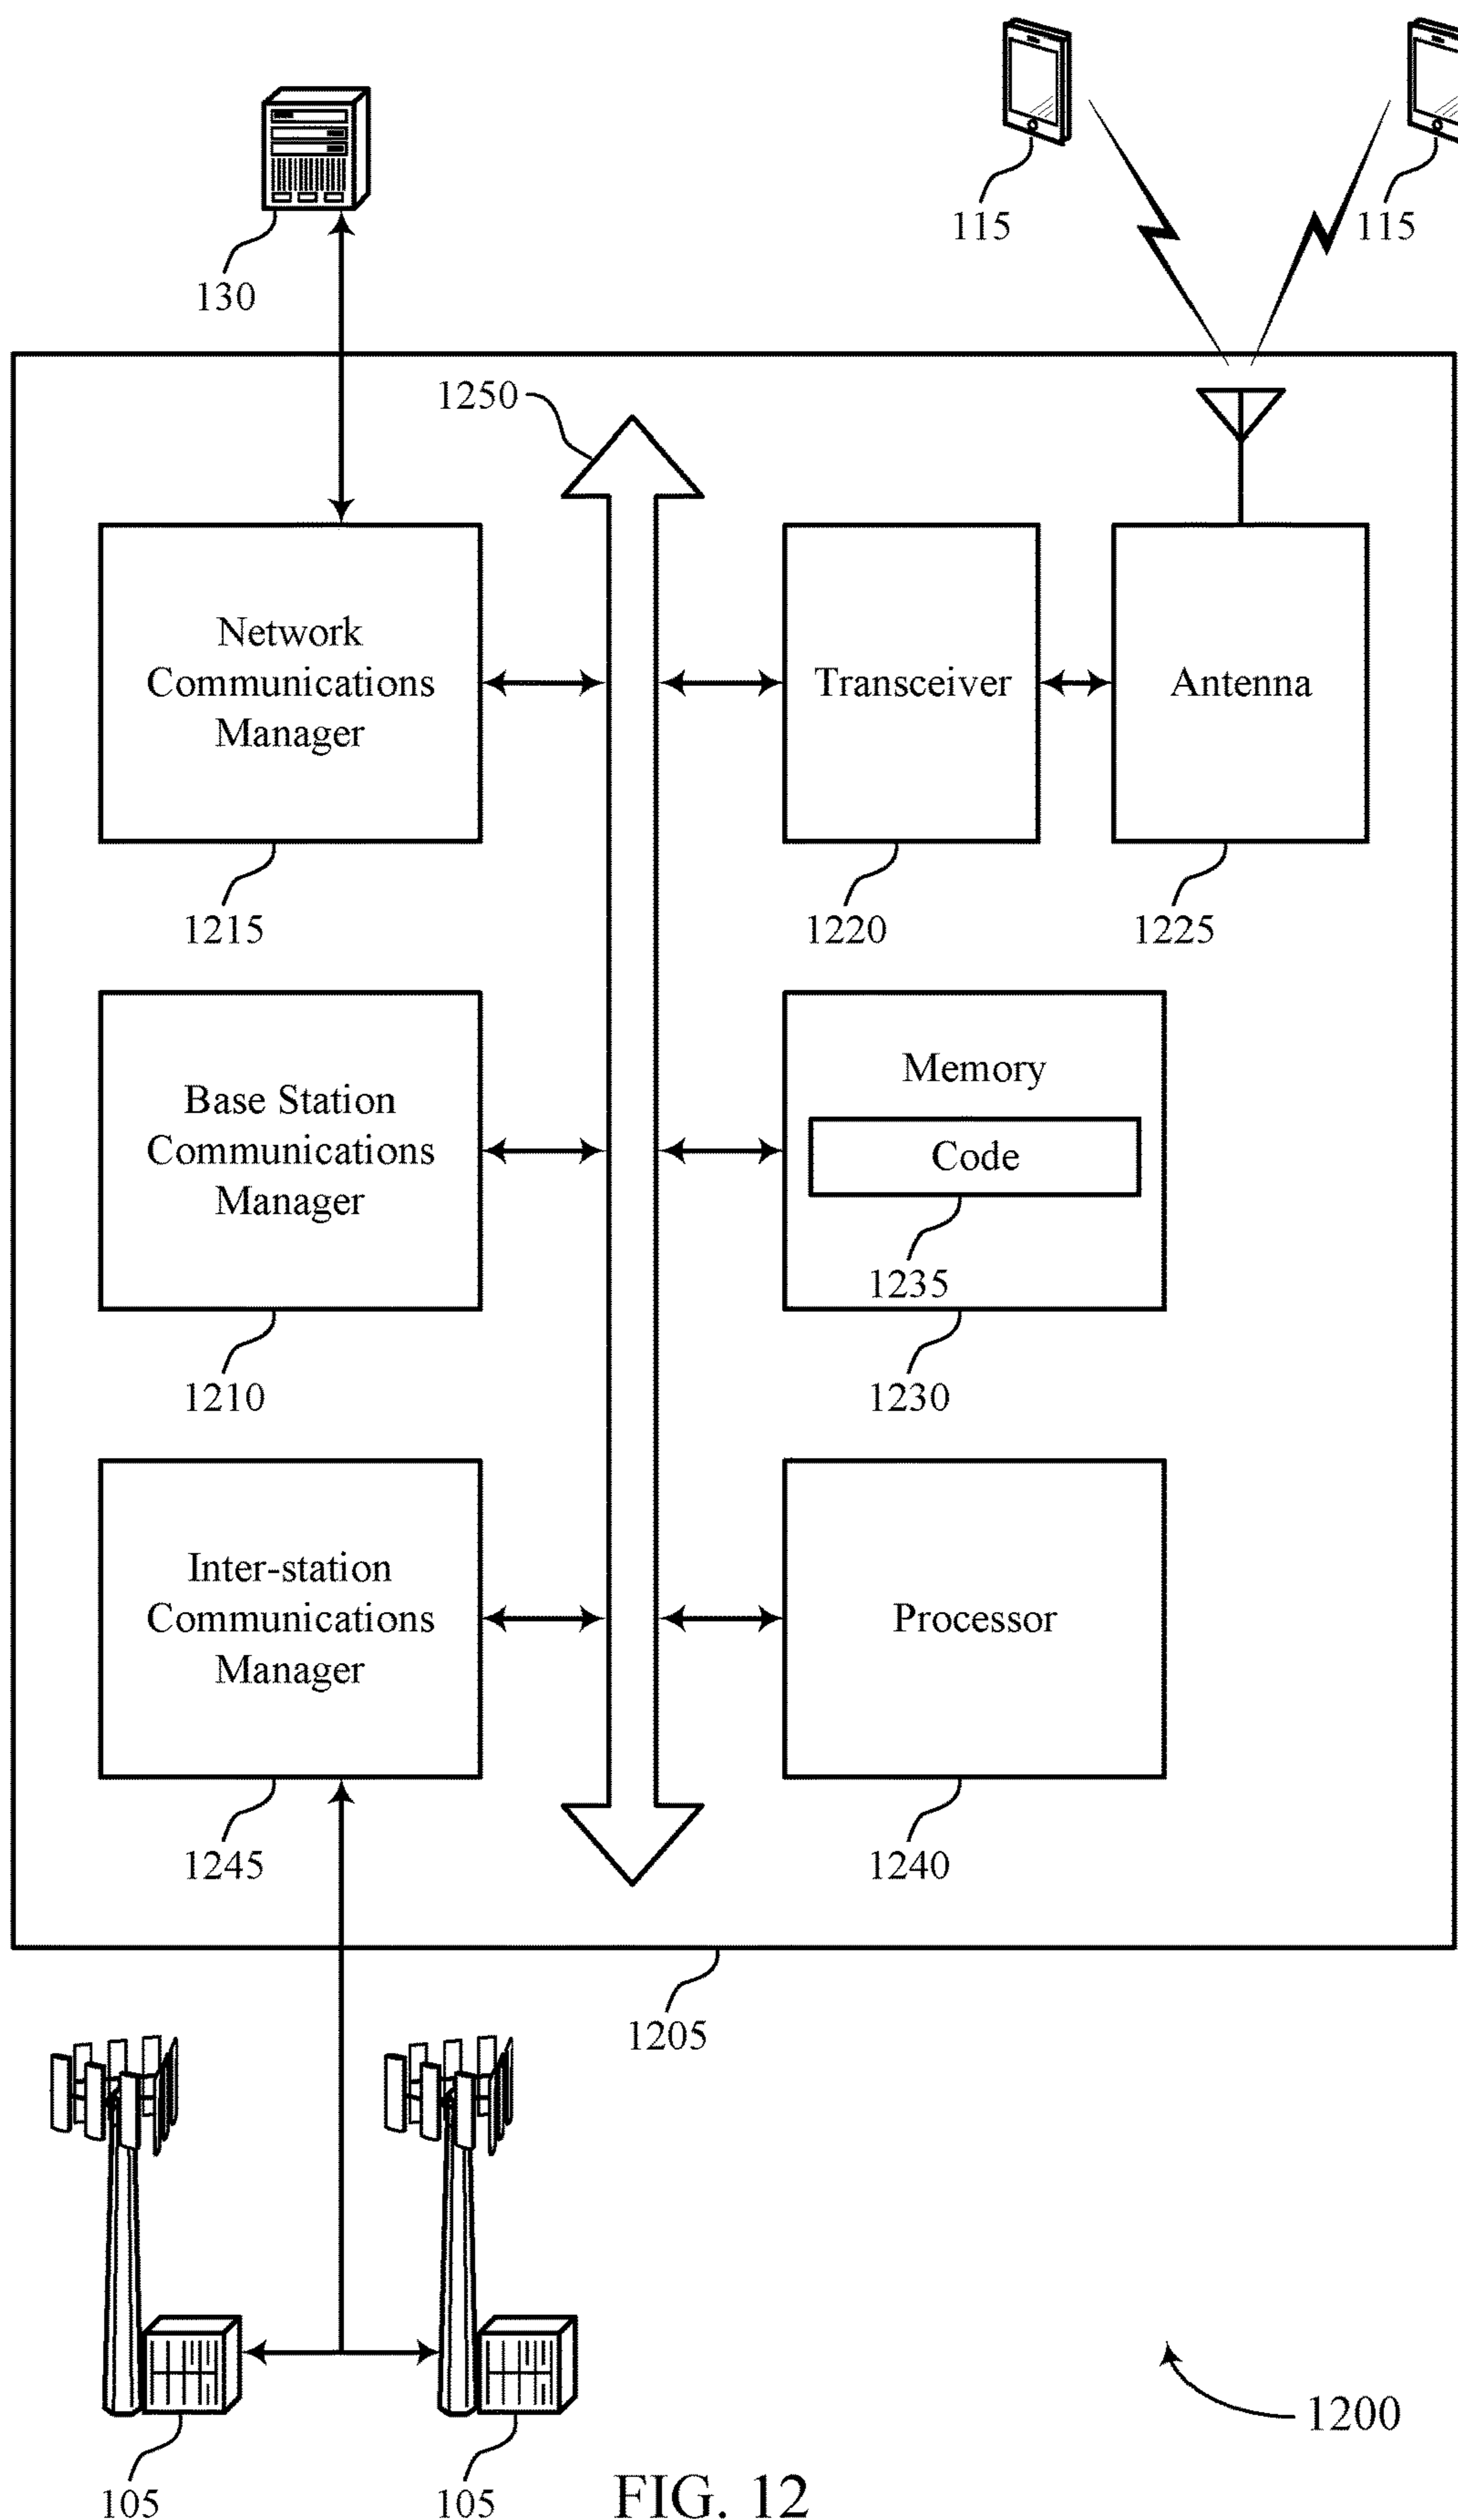 115
115
130
1250
Network
Communications
Manager
Transceiver
Antenna
1215
1220
1225
Base Station
Communications
Manager
Memory
Code
1235
1210
1230
Inter-station
Communications
Manager
Processor
1245
1240
1205
1200
105
105
FIG. 12